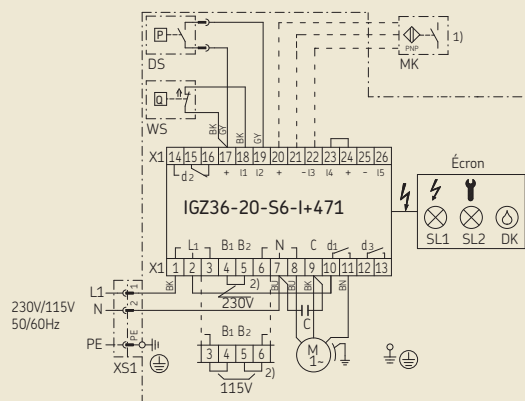 P
DS
Q
WS
PNP
1)
MK
BK
GY
BK
GY
X1 14 15 16 17 18 19 20 21 22 23 24 25 26
d2 + I1 I2 + - I3 I4 + - I5
IGZ36-20-S6-I+471
Écron
SL1 SL2 DK
L1 B1 B2 N C d1 d3
X1 1 2 3 4 5 6 7 8 9 10 11 12 13
BK BU BU BK BN
2)
230V
L1 1
230V/115V
50/60Hz
N 2
PE PE
XS1
C
B1 B2
3 4 5 6
2)
115V
M
1~